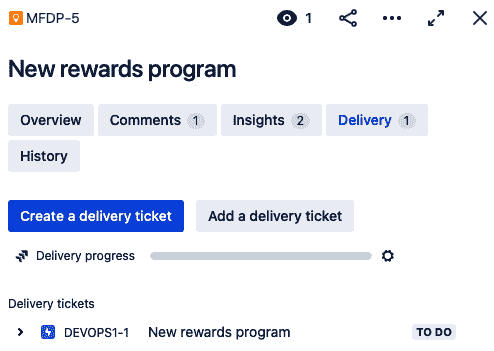 MFDP-5 1
New rewards program
Overview Comments 1 Insights 2 Delivery 1
History
Create a delivery ticket Add a delivery ticket
Delivery progress
Delivery tickets
DEVOPS1-1 New rewards program TO DO